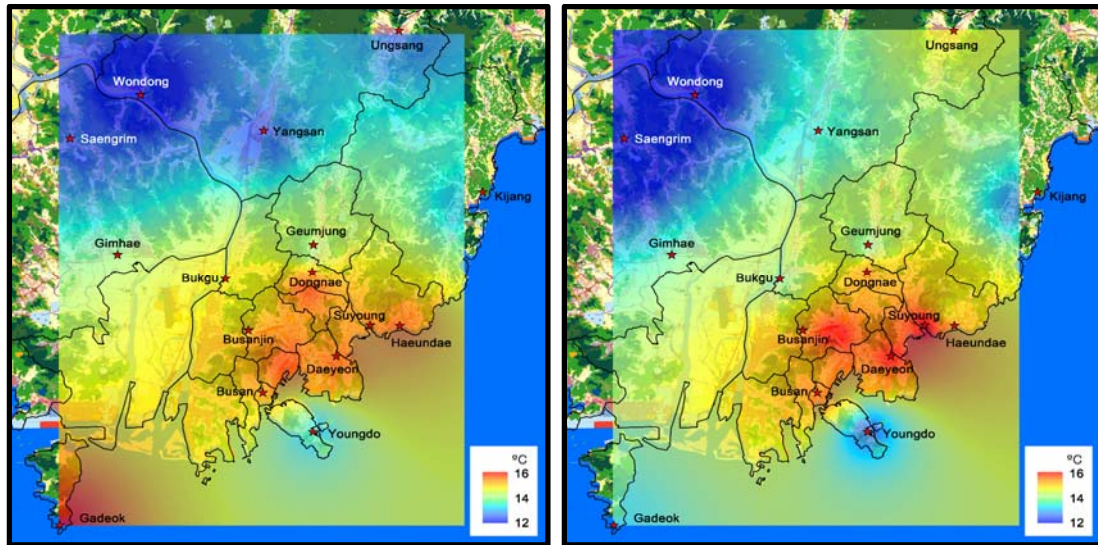 Ungsang
Wondong
Yangsan
Saengrim
Kijang
Geumjung
Gimhae
Bukgu
Dongnae
Suyoung
Busanjin
Haeundae
Daeyeon
Busan
Youngdo
ºC
16
14
12
Gadeok
Ungsang
Wondong
Yangsan
Saengrim
Kijang
Geumjung
Gimhae
Bukgu
Dongnae
Suyoung
Busanjin
Haeundae
Daeyeon
Busan
Youngdo
ºC
16
14
12
Gadeok